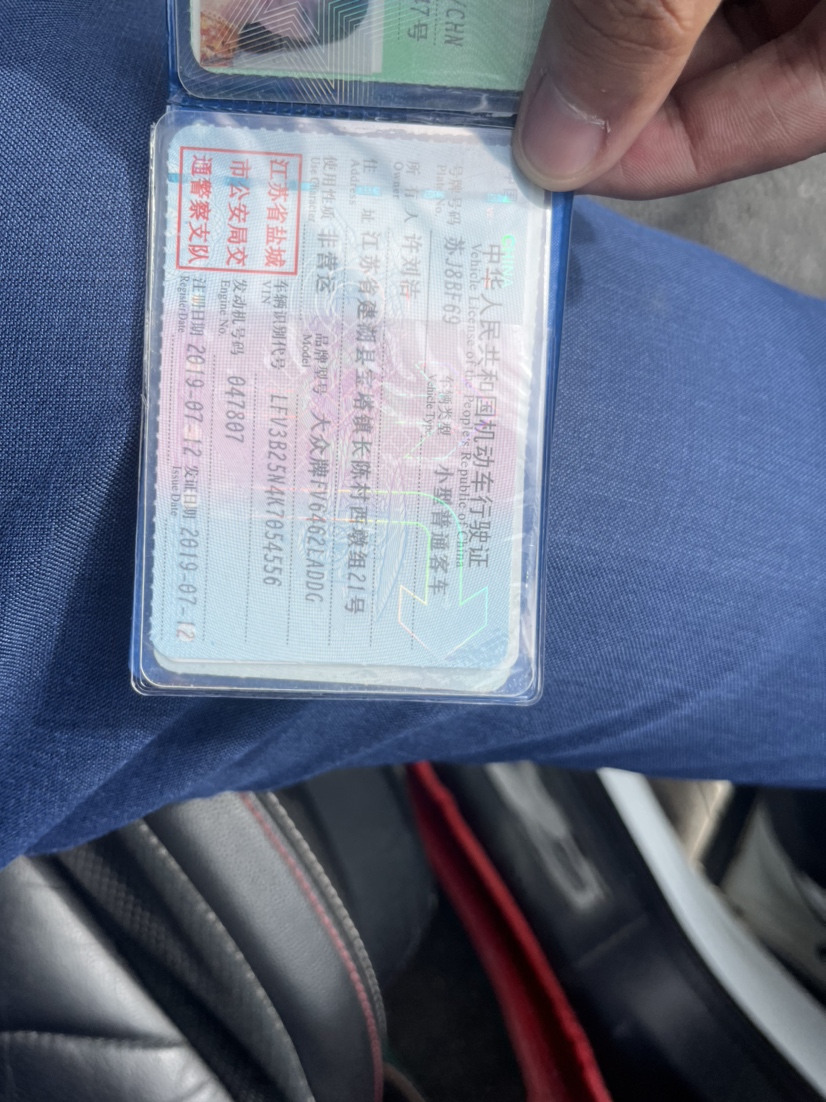 /CHN
号
CHINA
中华人民共和国机动车行驶证
Vehicle License of the People's Republic of China
号牌号码 苏J8BF69 车辆类型 小型普通客车
Plate No. Vehicle Type
所有人 许刘浩
Owner
住址 江苏省建湖县宝塔镇长陈村西墩组21号
Address
使用性质 非营运 品牌型号 大众牌FV6462LADDG
Use Character Model
江苏省盐城
市公安局交
通警察支队
车辆识别代号 LFV3B25N4K7054556
VIN
发动机号码 047807
Engine No.
注册日期 2019-07-12 发证日期 2019-07-12
Register Date Issue Date